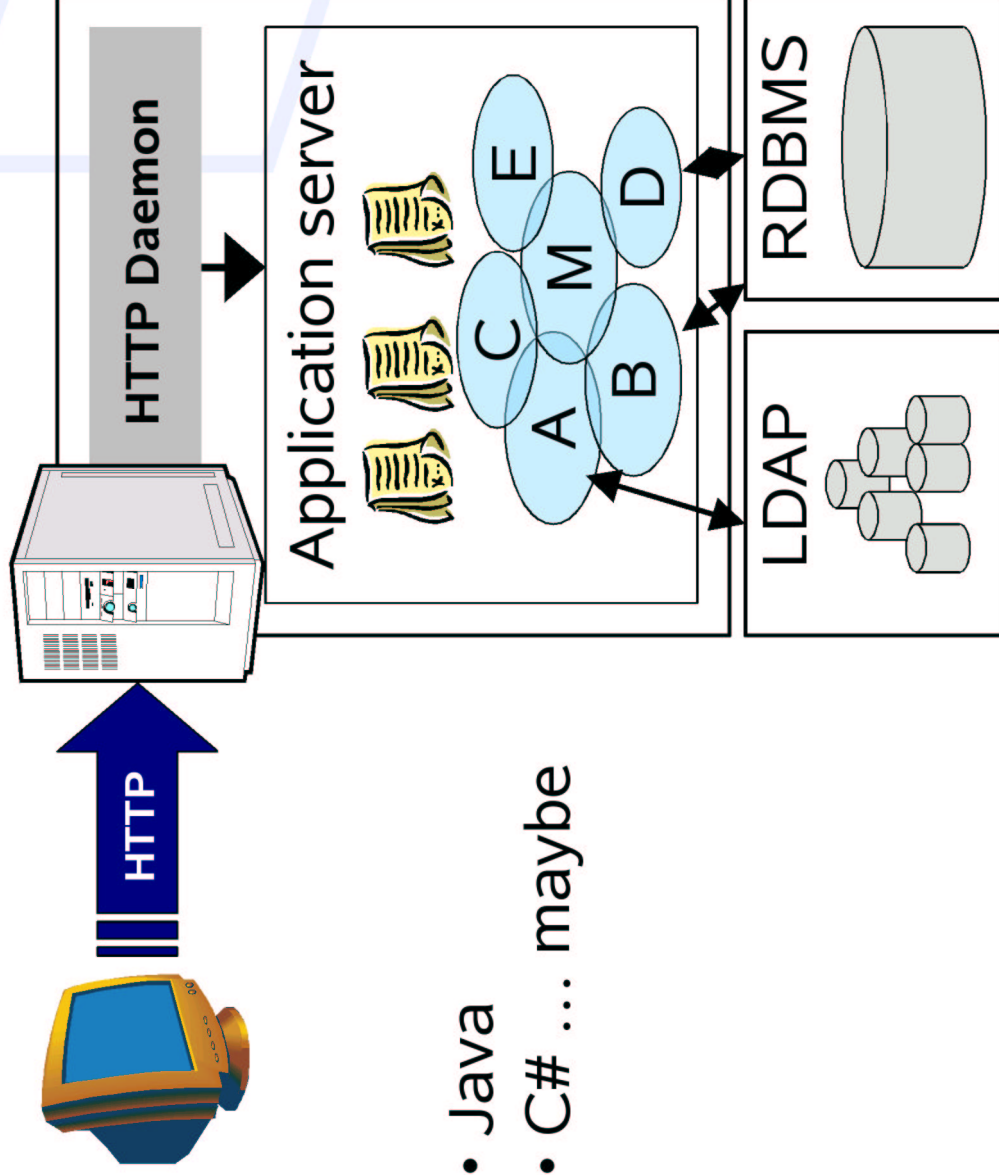 HTTP
HTTP Daemon
Application server
C
E
A
M
B
D
LDAP
RDBMS
• Java
• C# ... maybe